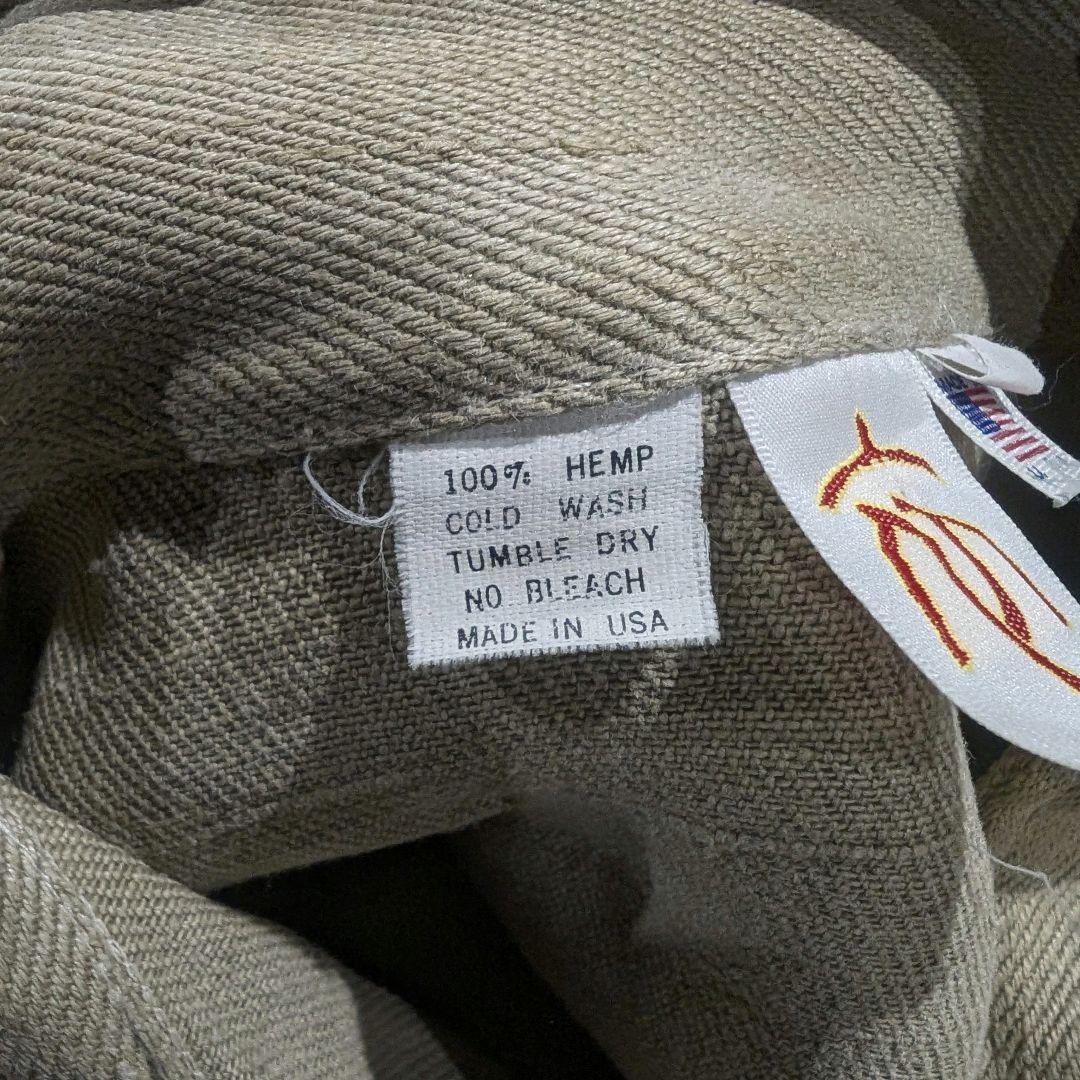 100% HEMP
COLD WASH
TUMBLE DRY
NO BLEACH
MADE IN USA